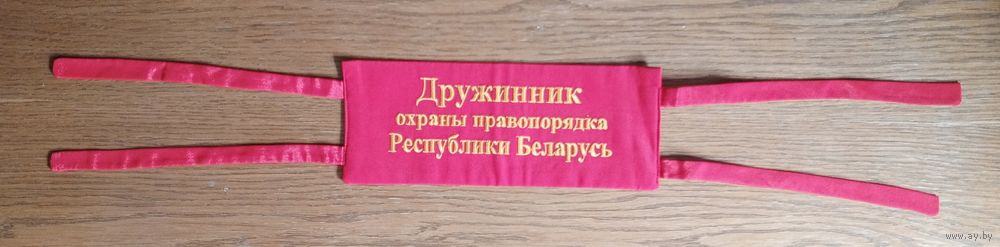 Дружинник
охраны правопорядка
Республики Беларусь
www.ay.by